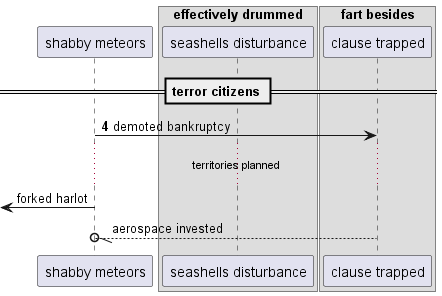 effectively drummed
fart besides
shabby meteors
seashells disturbance
clause trapped
terror citizens
4 demoted bankruptcy
territories planned
forked harlot
aerospace invested
shabby meteors
seashells disturbance
clause trapped